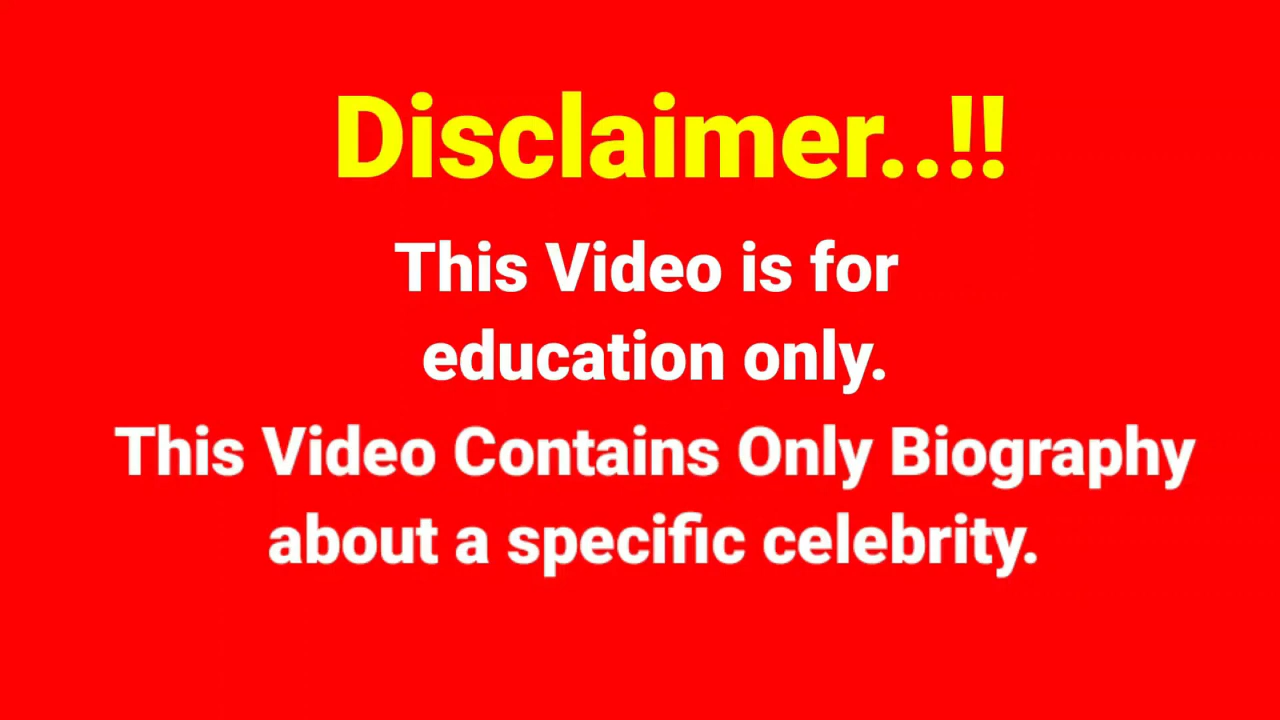 Disclaimer..!!
This Video is for
education only.
This Video Contains Only Biography
about a specific celebrity.